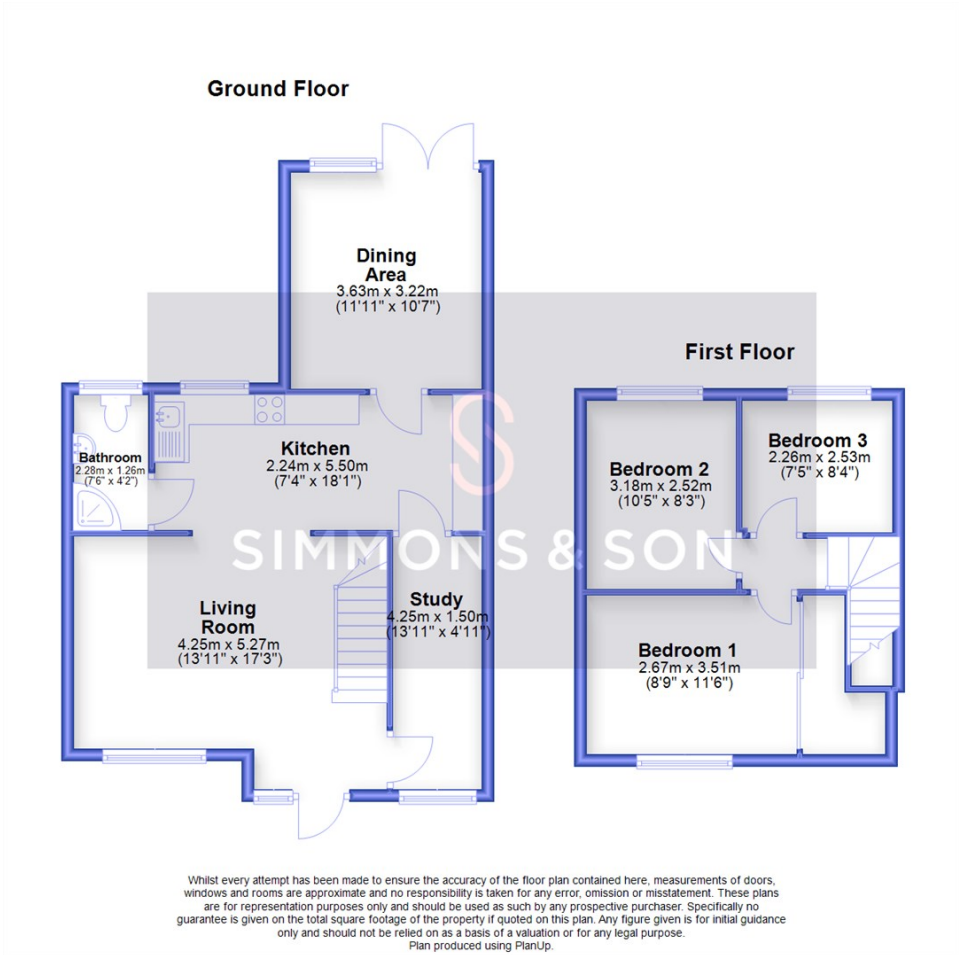 Ground Floor
Dining
Area
3.63m x 3.22m
(11'11" x 10'7")
First Floor
Kitchen
2.24m x 5.50m
(7'4" x 18'1")
Bathroom
2.28m x 1.26m
(7'6" x 4'2")
Bedroom 3
2.26m x 2.53m
(7'5" x 8'4")
Bedroom 2
3.18m x 2.52m
(10'5" x 8'3")
SIMMONS & SON
Living
Room
4.25m x 5.27m
(13'11" x 17'3")
Study
4.25m x 1.50m
(13'11" x 4'11")
Bedroom 1
2.67m x 3.51m
(8'9" x 11'6")
Whilst every attempt has been made to ensure the accuracy of the floor plan contained here, measurements of doors,
windows and rooms are approximate and no responsibility is taken for any error, omission or misstatement. These plans
are for representation purposes only and should be used as such by any prospective purchaser. Specifically no
guarantee is given on the total square footage of the property if quoted on this plan. Any figure given is for initial guidance
only and should not be relied on as a basis of a valuation or for any legal purpose.
Plan produced using PlanUp.